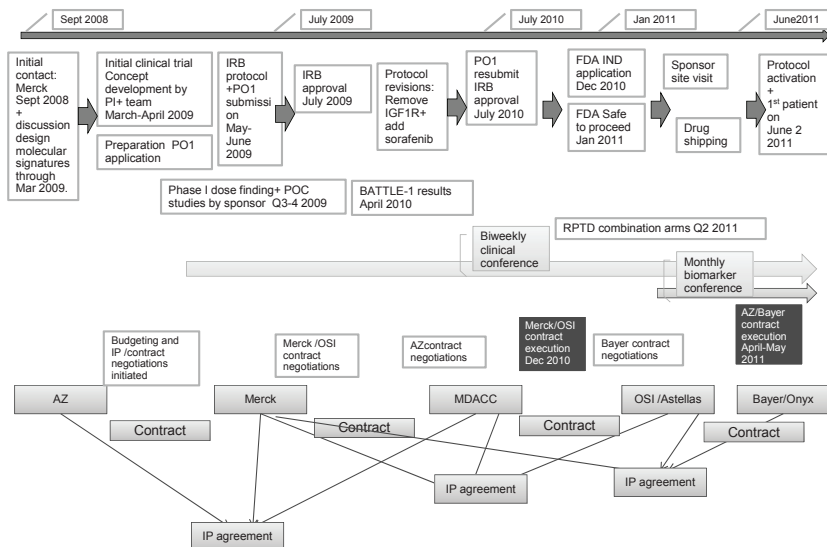 Sept 2008
July 2009
July 2010
Jan 2011
June2011
Initial
contact:
Merck
Sept 2008
+
discussion
design
molecular
signatures
through
Mar 2009.
Initial clinical trial
Concept
development by
PI+ team
March-April 2009
Preparation PO1
application
IRB
protocol
+PO1
submissi
on
May-
June
2009
IRB
approval
July 2009
Protocol
revisions:
Remove
IGF1R+
add
sorafenib
PO1
resubmit
IRB
approval
July 2010
FDA IND
application
Dec 2010
FDA Safe
to proceed
Jan 2011
Sponsor
site visit
Drug
shipping
Protocol
activation
+
1st patient
on
June 2
2011
Phase I dose finding+ POC
studies by sponsor Q3-4 2009
BATTLE-1 results
April 2010
Biweekly
clinical
conference
RPTD combination arms Q2 2011
Monthly
biomarker
conference
Budgeting and
IP /contract
negotiations
initiated
Merck /OSI
contract
negotiations
AZcontract
negotiations
Merck/OSI
contract
execution
Dec 2010
Bayer contract
negotiations
AZ/Bayer
contract
execution
April-May
2011
AZ
Merck
MDACC
OSI /Astellas
Bayer/Onyx
Contract
Contract
Contract
Contract
IP agreement
IP agreement
IP agreement